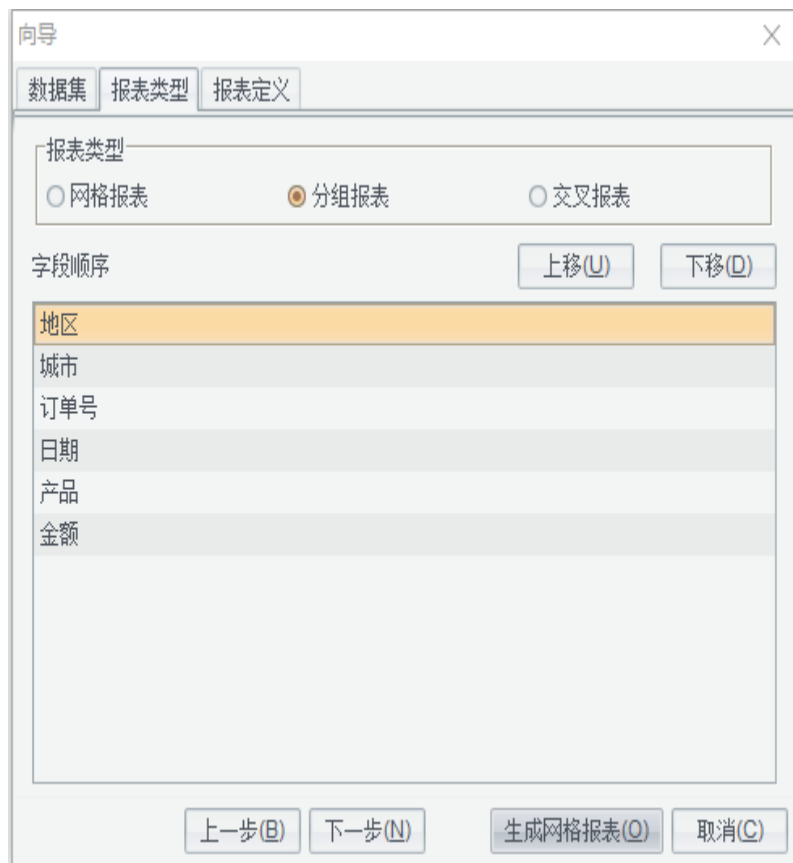 向导
数据集 报表类型 报表定义
报表类型
网格报表 分组报表 交叉报表
字段顺序 上移(U) 下移(D)
地区
城市
订单号
日期
产品
金额
上一步(B) 下一步(N) 生成网格报表(O) 取消(C)